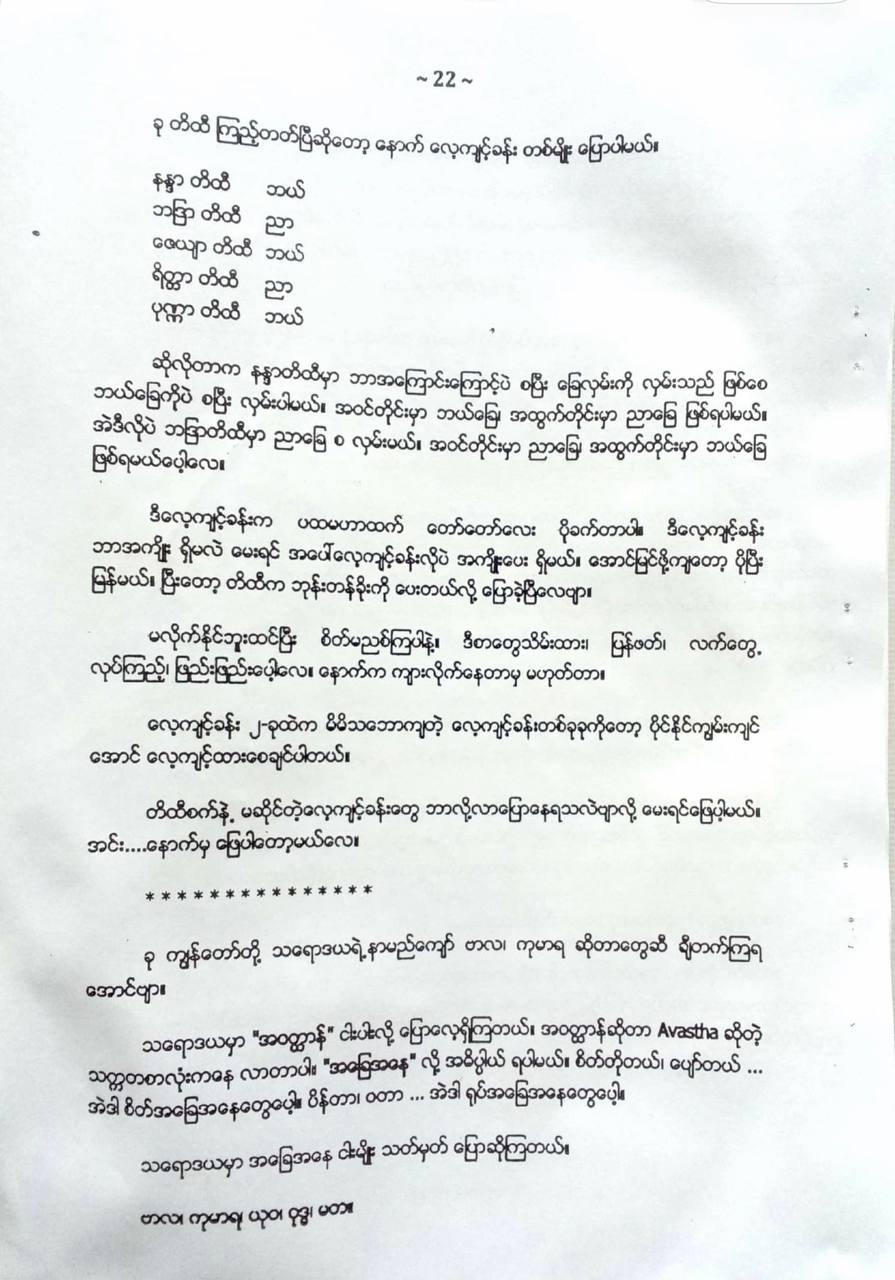 ~ 22 ~
ခု တိထီ ကြည့်တတ်ပြီဆိုတော့ နောက် လေ့ကျင့်ခန်း တစ်မျိုး ပြောပါမယ်။
နန္ဒာ တိထီ ဘယ်
ဘဒြာ တိထီ ညာ
ဇေယျာ တိထီ ဘယ်
ရိတ္တာ တိထီ ညာ
ပုဏ္ဏာ တိထီ ဘယ်
ဆိုလိုတာက နန္ဒာတိထီမှာ ဘာအကြောင်းကြောင့်ပဲ စပြီး ခြေလှမ်းကို လှမ်းသည် ဖြစ်စေ
ဘယ်ခြေကိုပဲ စပြီး လှမ်းပါမယ်။ အဝင်တိုင်းမှာ ဘယ်ခြေ၊ အထွက်တိုင်းမှာ ညာခြေ ဖြစ်ရပါမယ်။
အဲဒီလိုပဲ ဘဒြာတိထီမှာ ညာခြေ စ လှမ်းမယ်။ အဝင်တိုင်းမှာ ညာခြေ၊ အထွက်တိုင်းမှာ ဘယ်ခြေ
ဖြစ်ရမယ်ပေါ့လေ။
ဒီလေ့ကျင့်ခန်းက ပထမဟာထက် တော်တော်လေး ပိုခက်တာပါ။ ဒီလေ့ကျင့်ခန်း
ဘာအကျိုး ရှိမလဲ မေးရင် အပေါ်လေ့ကျင့်ခန်းလိုပဲ အကျိုးပေး ရှိမယ်။ အောင်မြင်ဖို့ကျတော့ ပိုပြီး
မြန်မယ်။ ပြီးတော့ တိထီက ဘုန်းတန်ခိုးကို ပေးတယ်လို့ ပြောခဲ့ပြီလေဗျာ။
မလိုက်နိုင်ဘူးထင်ပြီး စိတ်မညစ်ကြပါနဲ့။ ဒီစာတွေသိမ်းထား၊ ပြန်ဖတ်၊ လက်တွေ့
လုပ်ကြည့်၊ ဖြည်းဖြည်းပေါ့လေ။ နောက်က ကျားလိုက်နေတာမှ မဟုတ်တာ။
လေ့ကျင့်ခန်း ၂-ခုထဲက မိမိသဘောကျတဲ့ လေ့ကျင့်ခန်းတစ်ခုခုကိုတော့ ပိုင်နိုင်ကျွမ်းကျင်
အောင် လေ့ကျင့်ထားစေချင်ပါတယ်။
တိထီစက်နဲ့ မဆိုင်တဲ့လေ့ကျင့်ခန်းတွေ ဘာလို့လာပြောနေရသလဲဗျာလို့ မေးရင်ဖြေပါ့မယ်။
အင်း....နောက်မှ ဖြေပါတော့မယ်လေ။
* * * * * * * * * * * * * * *
ခု ကျွန်တော်တို့ သရောဒယရဲ့နာမည်ကျော် ဗာလ၊ ကုမာရ ဆိုတာတွေဆီ ချီတက်ကြရ
အောင်ဗျာ။
သရောဒယမှာ "အဝတ္ထာန်" ငါးပါးလို့ ပြောလေ့ရှိကြတယ်။ အဝတ္ထာန်ဆိုတာ Avastha ဆိုတဲ့
သက္ကတစာလုံးကနေ လာတာပါ။ "အခြေအနေ" လို့ အဓိပ္ပါယ် ရပါမယ်။ စိတ်တိုတယ်၊ ပျော်တယ် ...
အဲဒါ စိတ်အခြေအနေတွေပေါ့။ ပိန်တာ၊ ဝတာ ... အဲဒါ ရုပ်အခြေအနေတွေပေါ့။
သရောဒယမှာ အခြေအနေ ငါးမျိုး သတ်မှတ် ပြောဆိုကြတယ်။
ဗာလ၊ ကုမာရ၊ ယုဝ၊ ဝုဒ္ဓ၊ မတ။